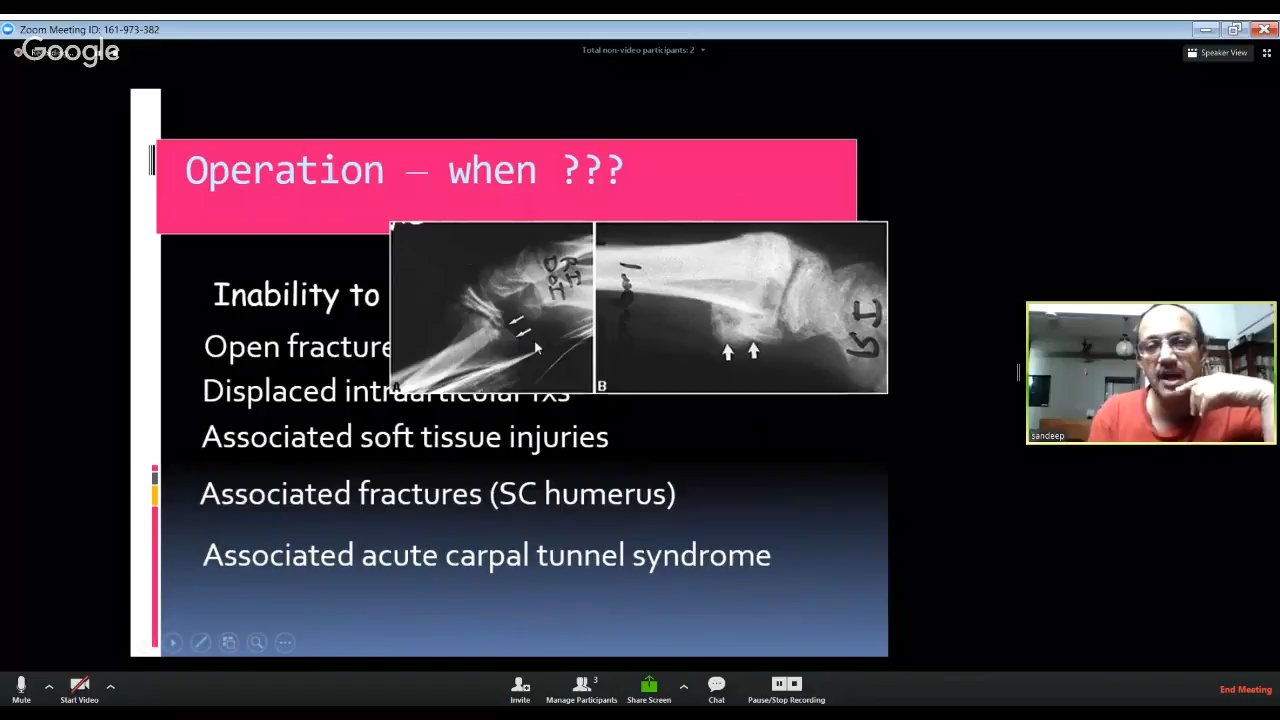 Zoom Meeting ID: 161-973-382
Google
Total non-video participants: 2
Speaker View
Operation – when ???
Inability to
Open fracture
Displaced intraarticular fxs
Associated soft tissue injuries
Associated fractures (SC humerus)
Associated acute carpal tunnel syndrome
A
B
sandeep
Mute
Start Video
Invite
3
Manage Participants
Share Screen
Chat
Pause/Stop Recording
End Meeting